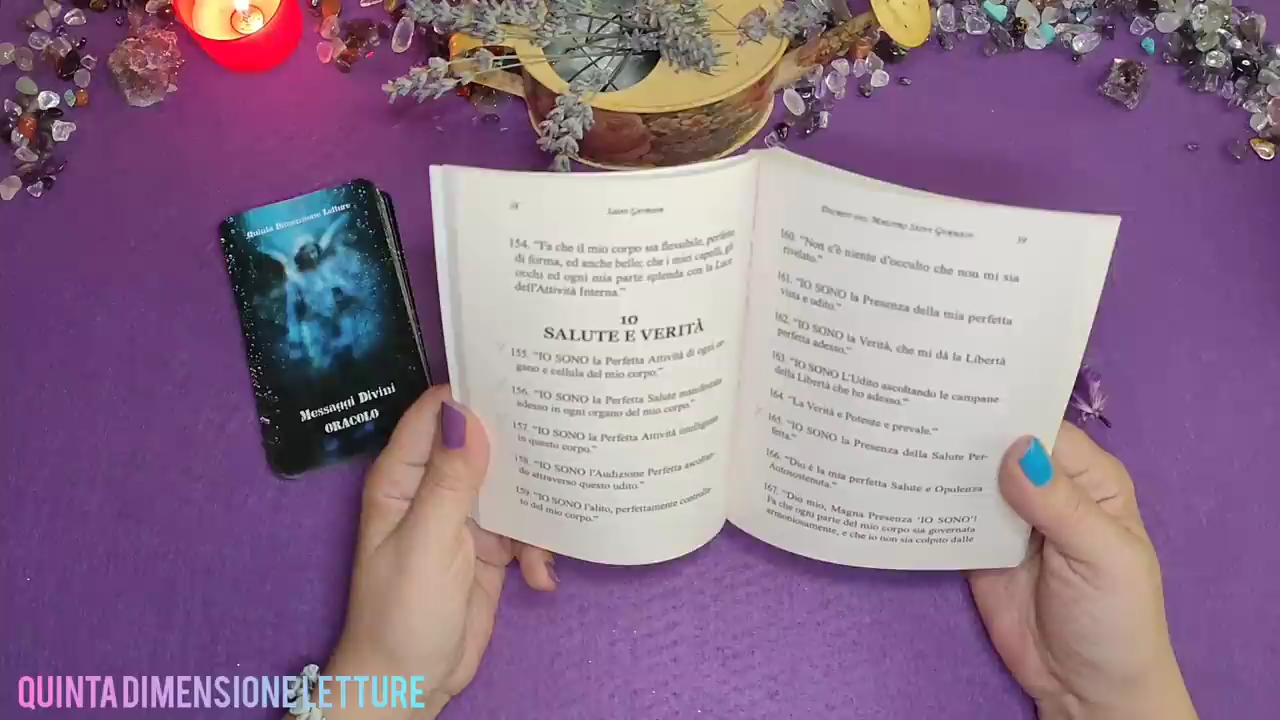 Quinta Dimensione Letture
Messaggi Divini
ORACOLO
Saint Germain
154. “Fa che il mio corpo sia flessibile, perfetto
di forma, ed anche bello; che i miei capelli, gli
occhi ed ogni mia parte splenda con la Luce
dell’Attività Interna.”
10
SALUTE E VERITÀ
155. “IO SONO la Perfetta Attività di ogni or-
gano e cellula del mio corpo.”
156. “IO SONO la Perfetta Salute manifestata
adesso in ogni organo del mio corpo.”
157. “IO SONO la Perfetta Attività intelligente
in questo corpo.”
158. “IO SONO l’Audizione Perfetta ascoltan-
do attraverso questo udito.”
159. “IO SONO l’alito, perfettamente controlla-
to del mio corpo.”
Decreti del Maestro Saint Germain 39
160. “Non c’è niente d’occulto che non mi sia
rivelato.”
161. “IO SONO la Presenza della mia perfetta
vista e udito.”
162. “IO SONO la Verità, che mi dà la Libertà
perfetta adesso.”
163. “IO SONO L’Udito ascoltando le campane
della Libertà che ho adesso.”
164. “La Verità e Potente e prevale.”
165. “IO SONO la Presenza della Salute Per-
fetta.”
166. “Dio è la mia perfetta Salute e Opulenza
Autosostenuta.”
167. “Dio mio, Magna Presenza ‘IO SONO’!
Fa che ogni parte del mio corpo sia governata
armoniosamente, e che io non sia colpito dalle
QUINTA DIMENSIONE LETTURE